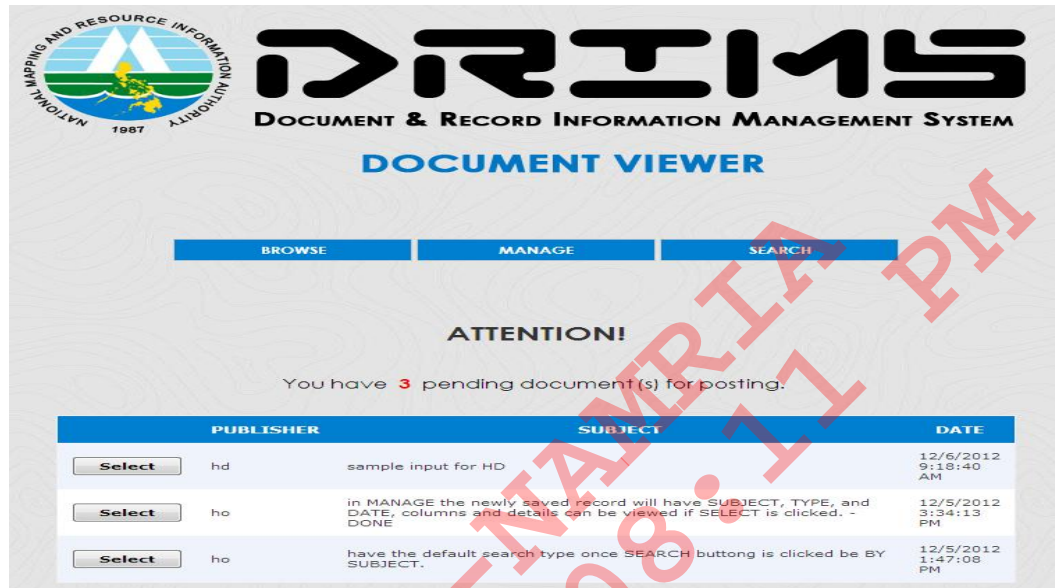 NATIONAL MAPPING AND RESOURCE INFORMATION AUTHORITY
1987
DRIMS
DOCUMENT & RECORD INFORMATION MANAGEMENT SYSTEM
DOCUMENT VIEWER
BROWSE MANAGE SEARCH
ATTENTION!
You have 3 pending document(s) for posting.
PUBLISHER SUBJECT DATE
Select hd sample input for HD 12/6/2012
9:18:40
AM
Select ho in MANAGE the newly saved record will have SUBJECT, TYPE, and
DATE, columns and details can be viewed if SELECT is clicked. -
DONE
12/5/2012
3:34:13
PM
Select ho have the default search type once SEARCH buttong is clicked be BY
SUBJECT.
12/5/2012
1:47:08
PM
NAMRIA
08:11 PM